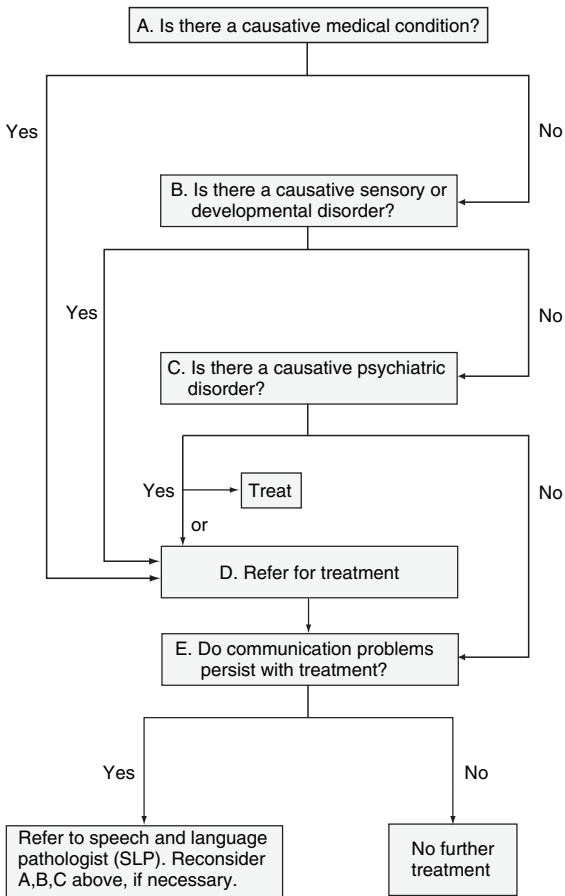 A. Is there a causative medical condition?
Yes
No
B. Is there a causative sensory or
developmental disorder?
Yes
No
C. Is there a causative psychiatric
disorder?
Yes
Treat
No
or
D. Refer for treatment
E. Do communication problems
persist with treatment?
Yes
No
Refer to speech and language
pathologist (SLP). Reconsider
A,B,C above, if necessary.
No further
treatment